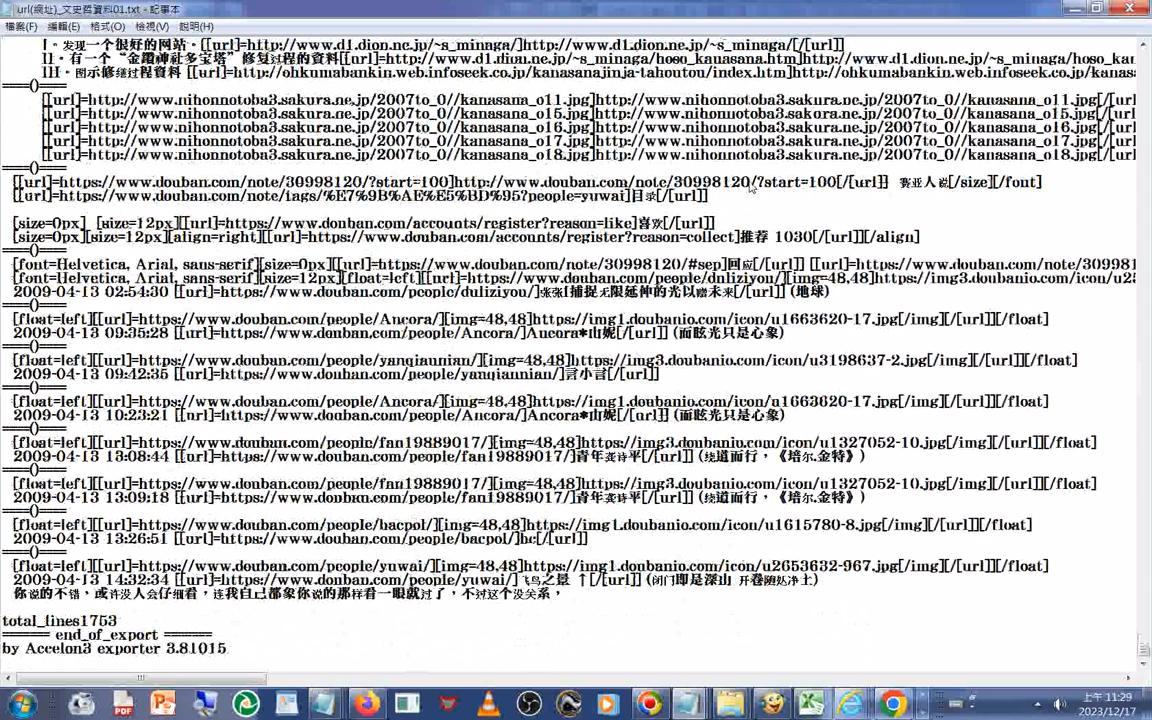 url(網址)_文史哲資料01.txt - 記事本
檔案(F) 編輯(E) 格式(O) 檢視(V) 說明(H)
I。发现一个很好的网站。[[url]=http://www.d1.dion.ne.jp/~s_minaga/]http://www.d1.dion.ne.jp/~s_minaga/[/[url]]
II。有一个“金鑽神社多宝塔”修复过程的資料[[url]=http://www.d1.dion.ne.jp/~s_minaga/hoso_kanasana.htm]http://www.d1.dion.ne.jp/~s_minaga/hoso_kan
III。图示修缮过程資料 [[url]=http://ohkumabankin.web.infoseek.co.jp/kanasanajinja-tahoutou/index.htm]http://ohkumabankin.web.infoseek.co.jp/kanas
====()====
[[url]=http://www.nihonnotoba3.sakura.ne.jp/2007to_0//kanasana_o11.jpg]http://www.nihonnotoba3.sakura.ne.jp/2007to_0//kanasana_o11.jpg[/[url
[[url]=http://www.nihonnotoba3.sakura.ne.jp/2007to_0//kanasana_o15.jpg]http://www.nihonnotoba3.sakora.ne.jp/2007to_0//kanasana_o15.jpg[/[url
[[url]=http://www.nihonnotoba3.sakura.ne.jp/2007to_0//kanasana_o16.jpg]http://www.nihonnotoba3.sakura.ne.jp/2007to_0//kanasana_o16.jpg[/[url
[[url]=http://www.nihonnotoba3.sakura.ne.jp/2007to_0//kanasana_o17.jpg]http://www.nihonnotoba3.sakura.ne.jp/2007to_0//kanasana_o17.jpg[/[url
[[url]=http://www.nihonnotoba3.sakura.ne.jp/2007to_0//kanasana_o18.jpg]http://www.nihonnotoba3.sakura.ne.jp/2007to_0//kanasana_o18.jpg[/[url
====()====
[[url]=https://www.douban.com/note/30998120/?start=100]http://www.douban.com/note/30998120/?start=100[/[url]] 亚人说[/size][/font]
[[url]=https://www.douban.com/note/tags/%E7%9B%AE%E5%BD%95?people=yuwai]目录[/[url]]
[size=0px] [size=12px][[url]=https://www.douban.com/accounts/register?reason=like]喜欢[/[url]]
[size=0px][size=12px][align=right][[url]=https://www.douban.com/accounts/register?reason=collect]推荐 1030[/[url]][/align]
[font=Helvetica, Arial, sans-serif][size=0px][[url]=https://www.douban.com/note/30998120/#sep]回应[/[url]] [[url]=https://www.douban.com/note/309981
[font=Helvetica, Arial, sans-serif][size=12px][float=left][[url]=https://www.douban.com/people/duliziyou/][img=48,48]https://img3.doubanio.com/icon/u25
2009-04-13 02:54:30 [[url]=https://www.douban.com/people/duliziyou/]张张[捕捉无限延伸的光以赠未来[/[url]] (地球)
====()====
[float=left][[url]=https://www.douban.com/people/Ancora/][img=48,48]https://img1.doubanio.com/icon/u1663620-17.jpg[/img][/[url]][/float]
2009-04-13 09:35:28 [[url]=https://www.douban.com/people/Ancora/]Ancora*山妮[/[url]] (而眩光只是心象)
====()====
[float=left][[url]=https://www.douban.com/people/yanqiannian/][img=48,48]https://img3.doubanio.com/icon/u3198637-2.jpg[/img][/[url]][/float]
2009-04-13 09:42:35 [[url]=https://www.douban.com/people/yanqiannian/]言小言[/[url]]
====()====
[float=left][[url]=https://www.douban.com/people/Ancora/][img=48,48]https://img1.doubanio.com/icon/u1663620-17.jpg[/img][/[url]][/float]
2009-04-13 10:23:21 [[url]=https://www.douban.com/people/Ancora/]Ancora*山妮[/[url]] (而眩光只是心象)
====()====
[float=left][[url]=https://www.douban.com/people/fan19889017/][img=48,48]https://img3.doubanio.com/icon/u1327052-10.jpg[/img][/[url]][/float]
2009-04-13 13:08:44 [[url]=https://www.douban.com/people/fan19889017/]青年龚诗平[/[url]] (绕道而行，《培尔.金特》)
====()====
[float=left][[url]=https://www.douban.com/people/fan19889017/][img=48,48]https://img3.doubanio.com/icon/u1327052-10.jpg[/img][/[url]][/float]
2009-04-13 13:09:18 [[url]=https://www.douban.com/people/fan19889017/]青年龚诗平[/[url]] (绕道而行，《培尔.金特》)
====()====
[float=left][[url]=https://www.douban.com/people/bacpol/][img=48,48]https://img1.doubanio.com/icon/u1615780-8.jpg[/img][/[url]][/float]
2009-04-13 13:26:51 [[url]=https://www.douban.com/people/bacpol/]bc[/[url]]
====()====
[float=left][[url]=https://www.douban.com/people/yuwai/][img=48,48]https://img1.doubanio.com/icon/u2653632-967.jpg[/img][/[url]][/float]
2009-04-13 14:32:34 [[url]=https://www.douban.com/people/yuwai/]飞鸟之景 ↑[/[url]] (闭门即是深山 开卷随处净土)
你说的不错，或许没人会仔细看，连我自己都象你说的那样看一眼就过了，不过这个没关系，
total_lines1753
====== end_of_export ======
by Accelon3 exporter 3.81015
上午 11:29
2023/12/17